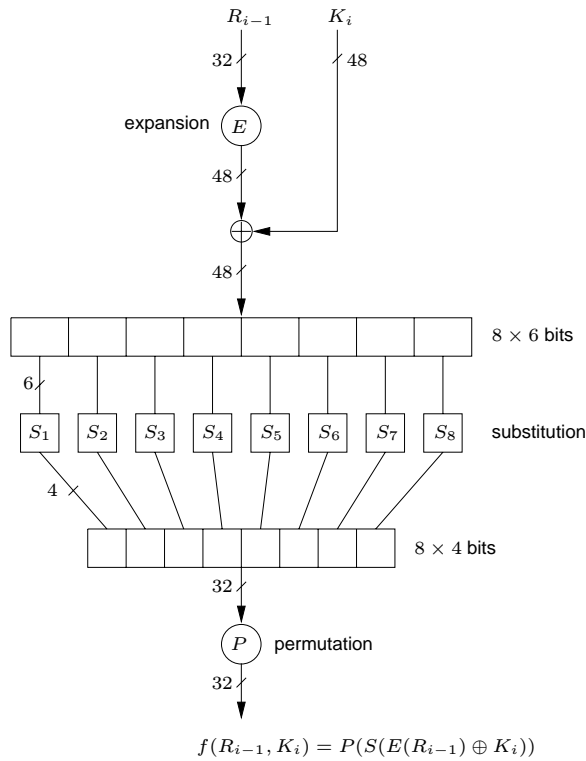 R_{i−1} K_i
32 48
expansion E
48
48
8 × 6 bits
6
S_1 S_2 S_3 S_4 S_5 S_6 S_7 S_8 substitution
4
8 × 4 bits
32
P permutation
32
f(R_{i−1}, K_i) = P(S(E(R_{i−1}) ⊕ K_i))